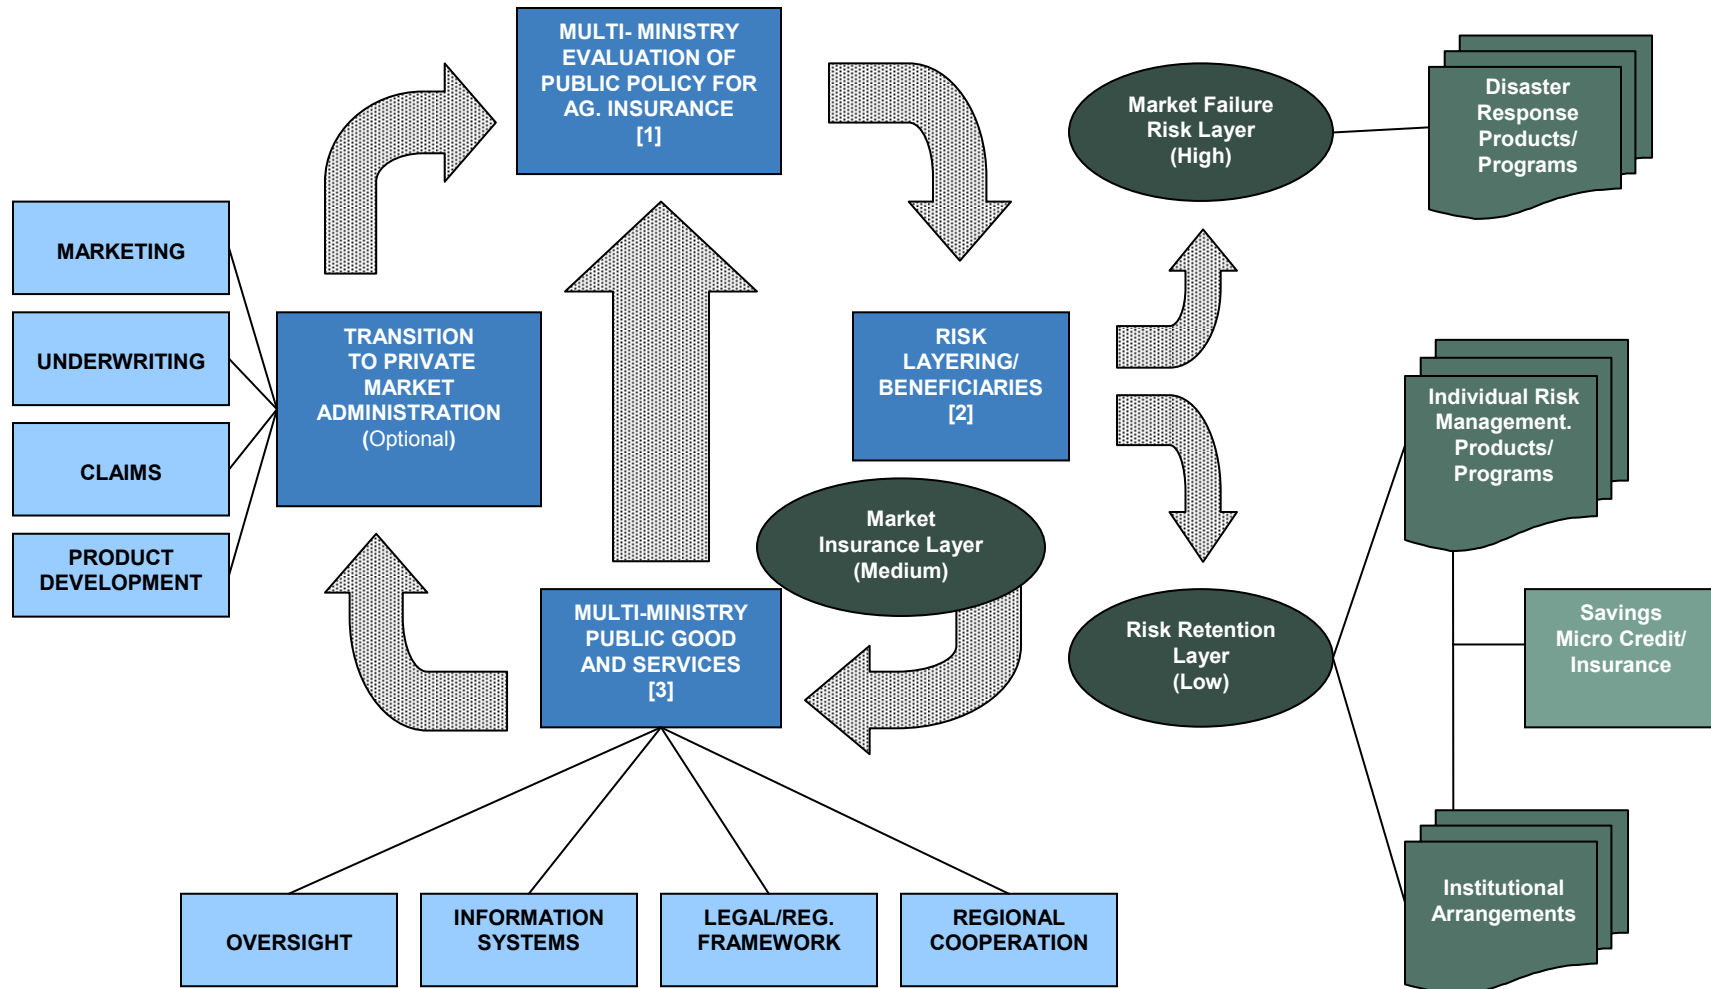 MULTI- MINISTRY
EVALUATION OF
PUBLIC POLICY FOR
AG. INSURANCE
[1]
Market Failure
Risk Layer
(High)
Disaster
Response
Products/
Programs
MARKETING
UNDERWRITING
CLAIMS
PRODUCT
DEVELOPMENT
TRANSITION
TO PRIVATE
MARKET
ADMINISTRATION
(Optional)
RISK
LAYERING/
BENEFICIARIES
[2]
Individual Risk
Management.
Products/
Programs
Market
Insurance Layer
(Medium)
MULTI-MINISTRY
PUBLIC GOOD
AND SERVICES
[3]
Risk Retention
Layer
(Low)
Savings
Micro Credit/
Insurance
Institutional
Arrangements
OVERSIGHT
INFORMATION
SYSTEMS
LEGAL/REG.
FRAMEWORK
REGIONAL
COOPERATION